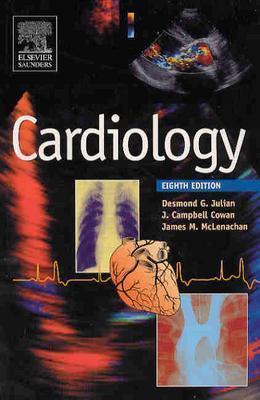 ELSEVIER
SAUNDERS
Cardiology
EIGHTH EDITION
Desmond G. Julian
J. Campbell Cowan
James M. McLenachan